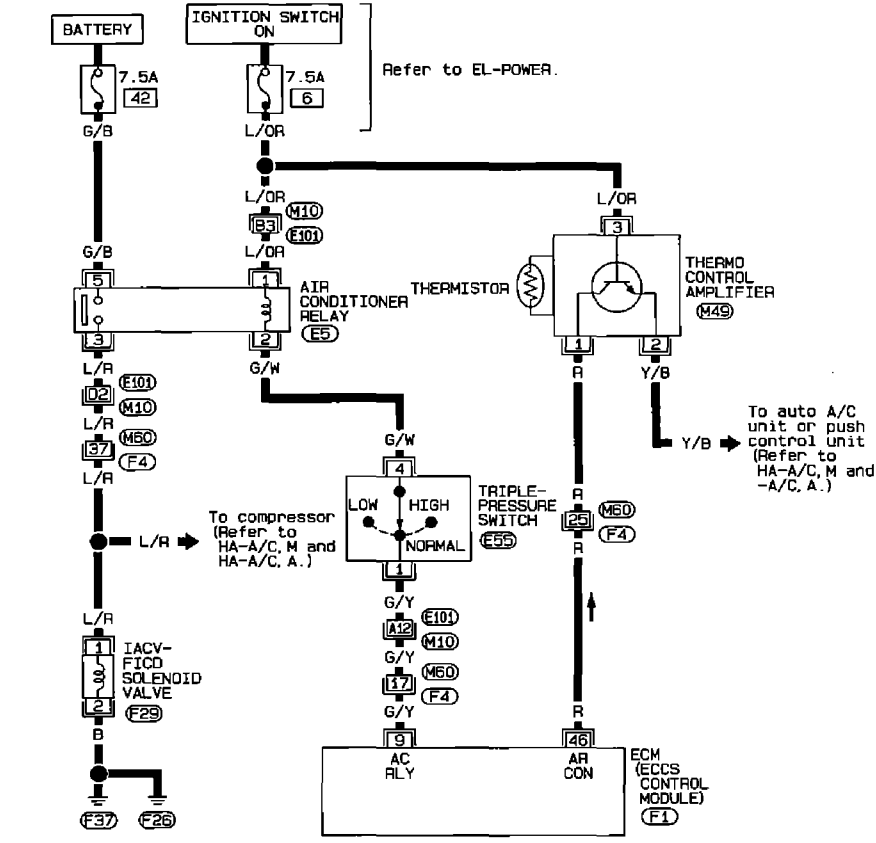 BATTERY
IGNITION SWITCH
ON
7.5A
42
7.5A
6
Refer to EL-POWER.
G/B
L/OR
L/OR
M10
B3
E101
L/OR
L/OR
3
G/B
5
1
AIR
CONDITIONER
RELAY
E5
THERMISTOR
THERMO
CONTROL
AMPLIFIER
M49
3
2
1
2
L/R
G/W
R
Y/B
D2
E101
M10
L/R
37
M60
F4
L/R
G/W
4
Y/B
To auto A/C
unit or push
control unit
(Refer to
HA-A/C, M and
-A/C, A.)
LOW
HIGH
NORMAL
TRIPLE-
PRESSURE
SWITCH
E55
1
R
25
M60
F4
R
L/R
To compressor
(Refer to
HA-A/C, M and
HA-A/C, A.)
G/Y
A12
E101
M10
G/Y
17
M60
F4
G/Y
L/R
1
IACV-
FICD
SOLENOID
VALVE
F29
2
B
R
9
46
AC
RLY
AR
CON
ECM
(ECCS
CONTROL
MODULE)
F1
F37
F26